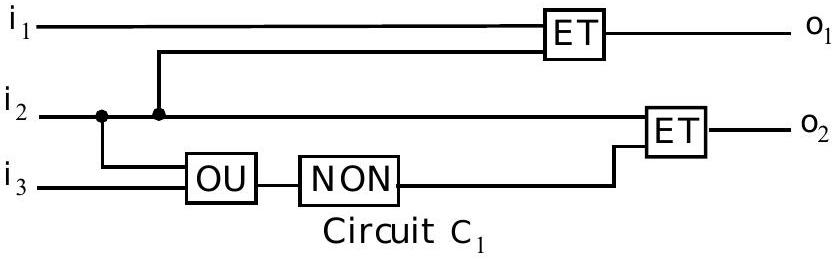 i₁
ET
o₁
i₂
ET
o₂
i₃
OU
NON
Circuit C₁